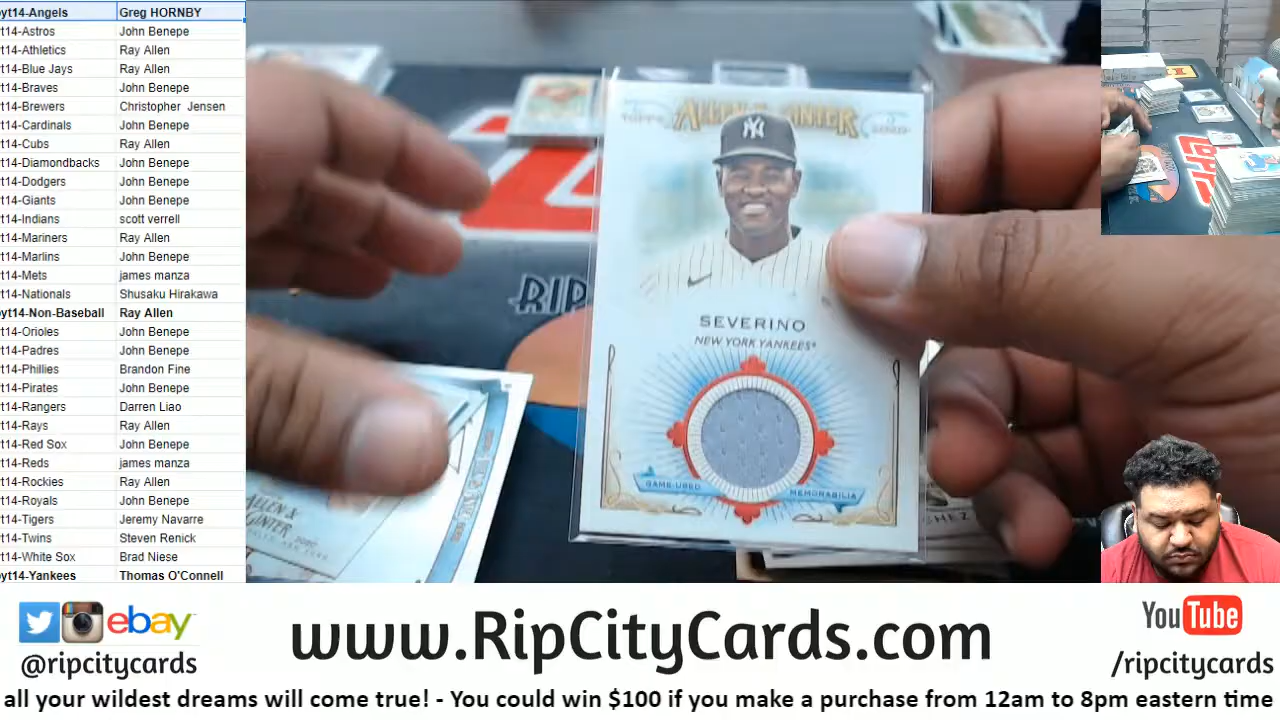 yt14-Angels Greg HORNBY
t14-Astros John Benepe
t14-Athletics Ray Allen
t14-Blue Jays Ray Allen
t14-Braves John Benepe
t14-Brewers Christopher Jensen
t14-Cardinals John Benepe
t14-Cubs Ray Allen
t14-Diamondbacks John Benepe
t14-Dodgers John Benepe
t14-Giants John Benepe
t14-Indians scott verrell
t14-Mariners Ray Allen
t14-Marlins John Benepe
t14-Mets james manza
t14-Nationals Shusaku Hirakawa
yt14-Non-Baseball Ray Allen
t14-Orioles John Benepe
t14-Padres John Benepe
t14-Phillies Brandon Fine
t14-Pirates John Benepe
t14-Rangers Darren Liao
t14-Rays Ray Allen
t14-Red Sox John Benepe
t14-Reds james manza
t14-Rockies Ray Allen
t14-Royals John Benepe
t14-Tigers Jeremy Navarre
t14-Twins Steven Renick
t14-White Sox Brad Niese
yt14-Yankees Thomas O'Connell
TOPPS ALLEN & GINTER
NY
SEVERINO
NEW YORK YANKEES
GAME-USED MEMORABILIA
RIP
ALLEN &
GINTER
ebay
@ripcitycards
www.RipCityCards.com
YouTube
/ripcitycards
all your wildest dreams will come true! - You could win $100 if you make a purchase from 12am to 8pm eastern time